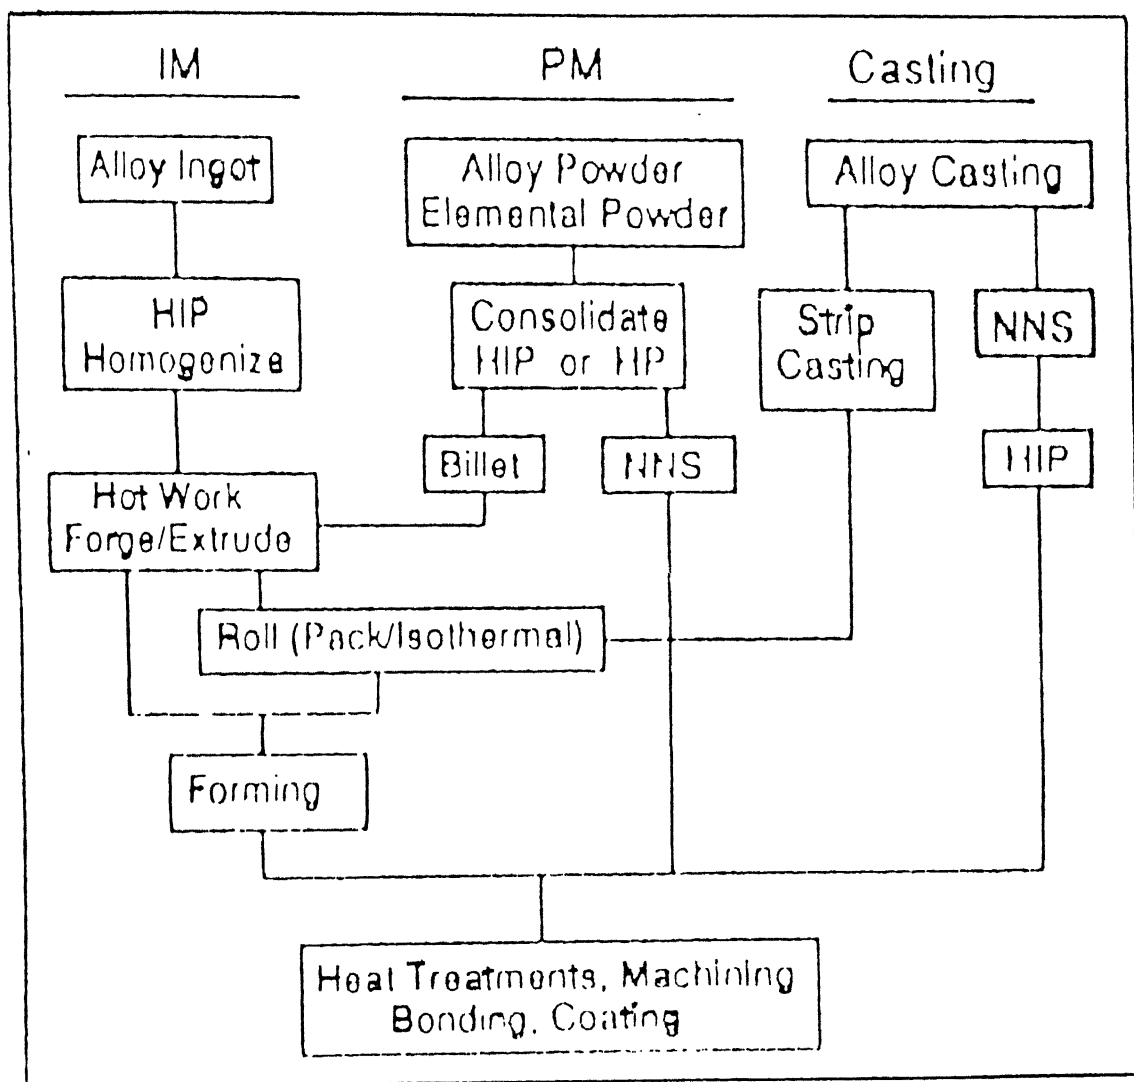 IM
PM
Casting
Alloy Ingot
Alloy Powder
Elemental Powder
Alloy Casting
HIP
Homogenize
Consolidate
HIP or HP
Strip
Casting
NNS
Billet
NNS
HIP
Hot Work
Forge/Extrude
Roll (Pack/Isothermal)
Forming
Heat Treatments, Machining
Bonding, Coating